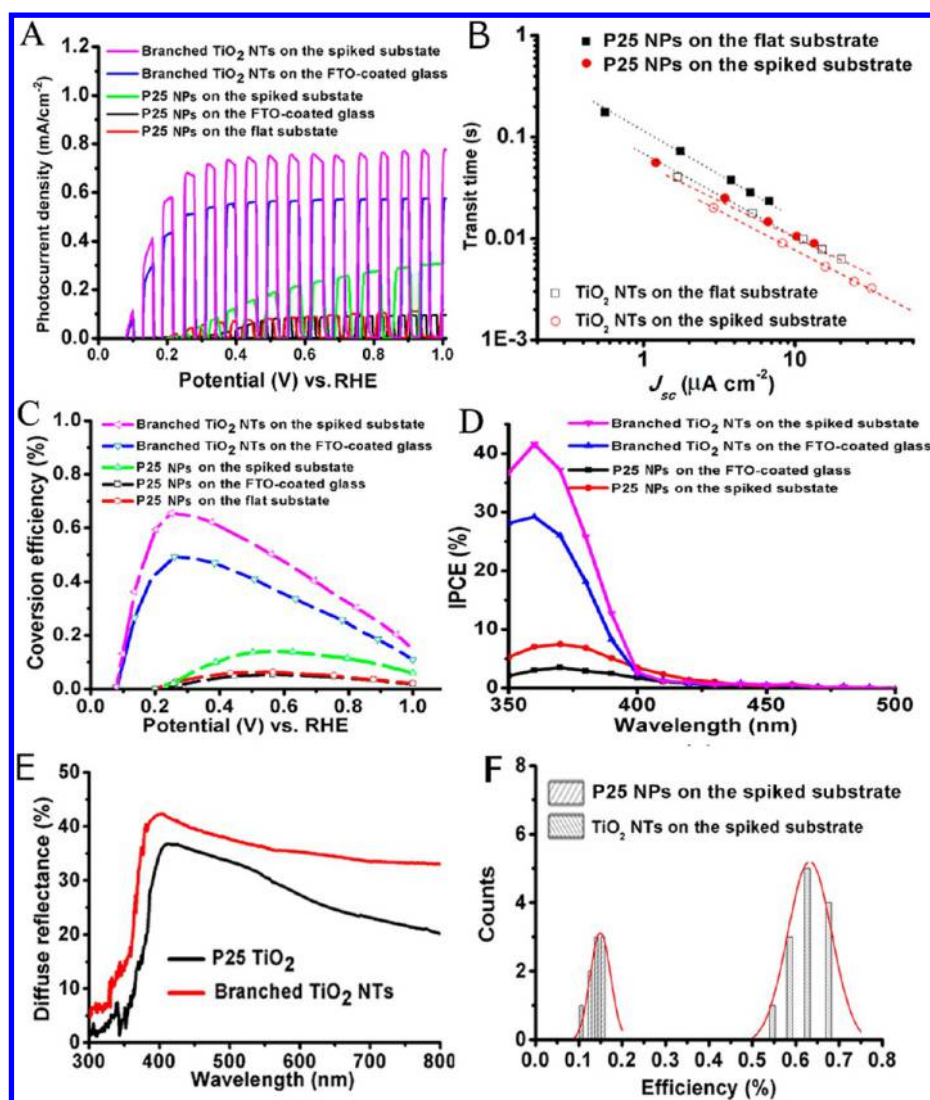 A
1.2
1.0
0.8
0.6
0.4
0.2
0.0
Photocurrent density (mA/cm⁻²)
Branched TiO₂ NTs on the spiked substrate
Branched TiO₂ NTs on the FTO-coated glass
P25 NPs on the spiked substate
P25 NPs on the FTO-coated glass
P25 NPs on the flat substate
0.0 0.2 0.4 0.6 0.8 1.0
Potential (V) vs. RHE
B
P25 NPs on the flat substrate
P25 NPs on the spiked substrate
0.1
0.01
1E-3
Transit time (s)
TiO₂ NTs on the flat substrate
TiO₂ NTs on the spiked substrate
1 10
Jsc (μA cm⁻²)
C
1.0
0.8
0.6
0.4
0.2
0.0
Coversion efficiency (%)
Branched TiO₂ NTs on the spiked substate
Branched TiO₂ NTs on the FTO-coated glass
P25 NPs on the spiked substate
P25 NPs on the FTO-coated glass
P25 NPs on the flat substate
0.0 0.2 0.4 0.6 0.8 1.0
Potential (V) vs. RHE
D
40
30
20
10
0
IPCE (%)
Branched TiO₂ NTs on the spiked substate
Branched TiO₂ NTs on the FTO-coated glass
P25 NPs on the FTO-coated glass
P25 NPs on the spiked substate
350 400 450 500
Wavelength (nm)
E
50
40
30
20
10
0
Diffuse reflectance (%)
P25 TiO₂
Branched TiO₂ NTs
300 400 500 600 700 800
Wavelength (nm)
F
8
6
4
2
0
Counts
P25 NPs on the spiked substrate
TiO₂ NTs on the spiked substrate
0.0 0.1 0.2 0.3 0.4 0.5 0.6 0.7 0.8
Efficiency (%)